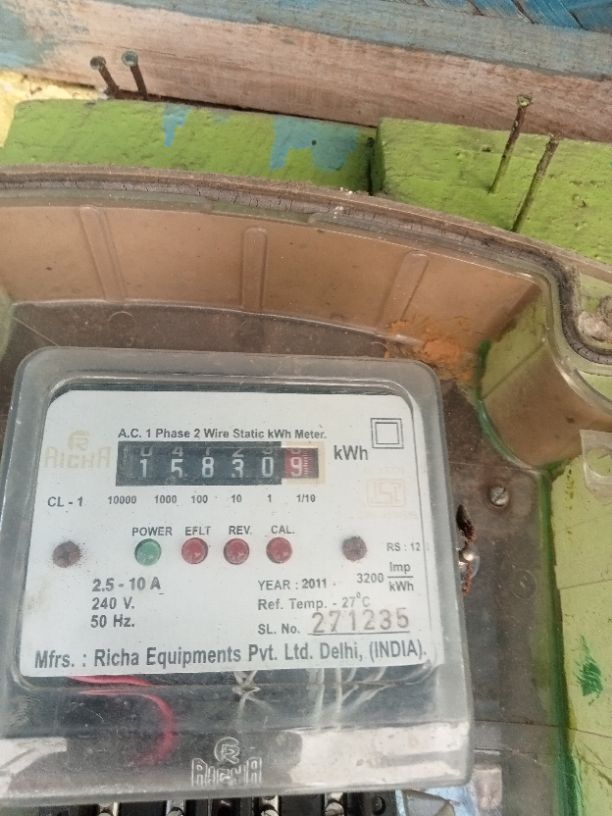 A.C. 1 Phase 2 Wire Static kWh Meter.
RICHA
158309 kWh
CL - 1 10000 1000 100 10 1 1/10
POWER EFLT REV. CAL.
RS : 12
2.5 - 10 A
240 V.
50 Hz.
YEAR : 2011 - 3200 Imp/kWh
Ref. Temp. - 27°C
SL. No. 271235
Mfrs. : Richa Equipments Pvt. Ltd. Delhi, (INDIA).
RICHA